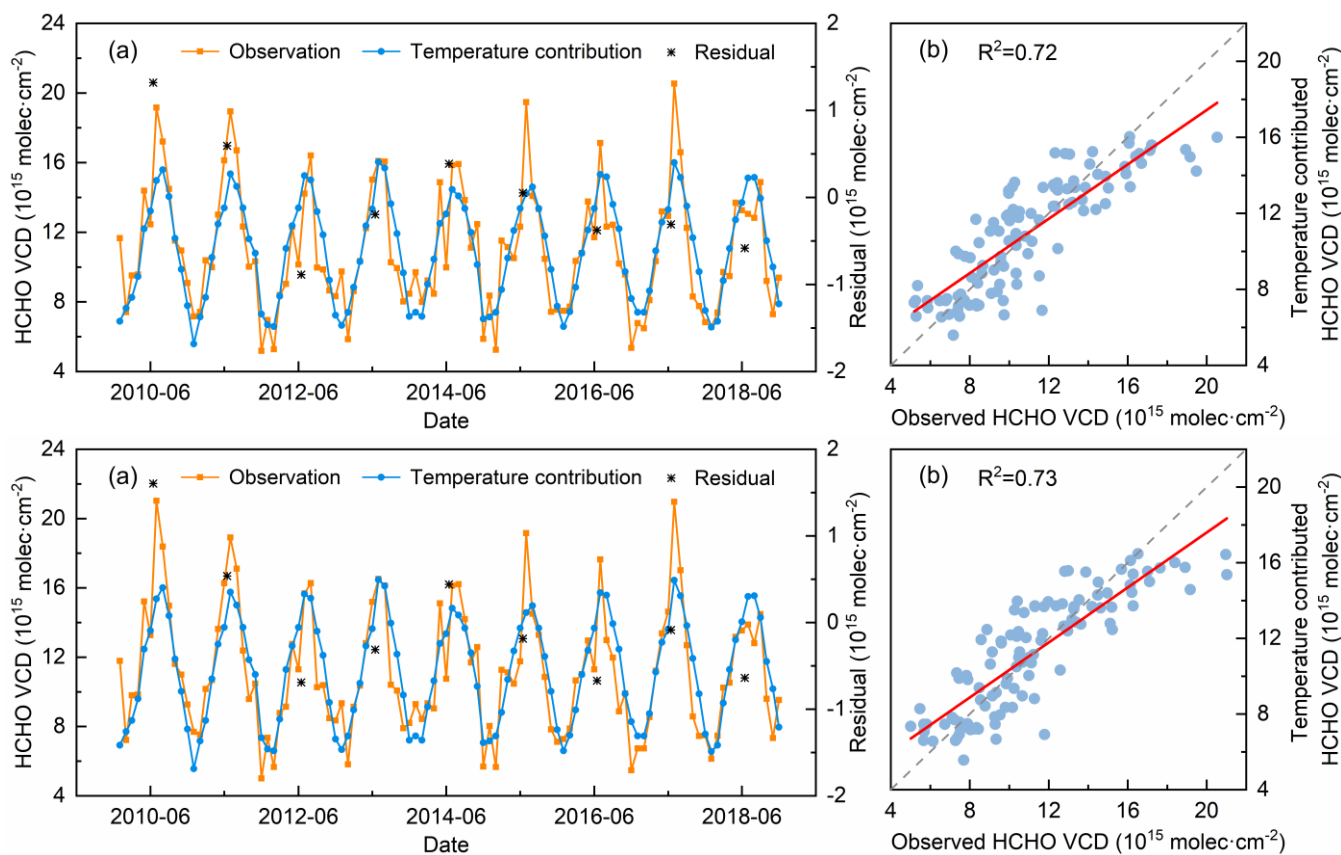 (a) Observation Temperature contribution Residual
HCHO VCD (10¹⁵ molec·cm⁻²)
24
20
16
12
8
4
2010-06 2012-06 2014-06 2016-06 2018-06
Date
2
1
0
-1
-2
Residual (10¹⁵ molec·cm⁻²)
(b) R²=0.72
4 8 12 16 20
Observed HCHO VCD (10¹⁵ molec·cm⁻²)
20
16
12
8
4
Temperature contributed
HCHO VCD (10¹⁵ molec·cm⁻²)
(a) Observation Temperature contribution Residual
HCHO VCD (10¹⁵ molec·cm⁻²)
24
20
16
12
8
4
2010-06 2012-06 2014-06 2016-06 2018-06
Date
2
1
0
-1
-2
Residual (10¹⁵ molec·cm⁻²)
(b) R²=0.73
4 8 12 16 20
Observed HCHO VCD (10¹⁵ molec·cm⁻²)
20
16
12
8
4
Temperature contributed
HCHO VCD (10¹⁵ molec·cm⁻²)